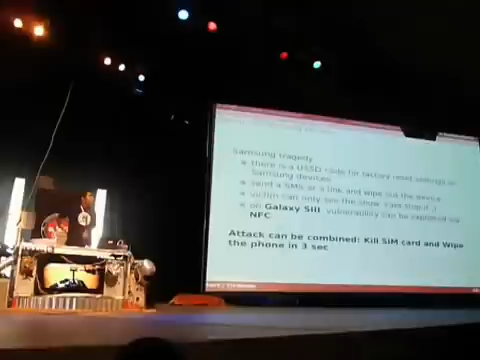 Samsung tragedy
there is a USSD code for factory reset settings on
Samsung devices
send a SMS or a link and wipe out the device
victim can only see the show, cant stop it :)
on Galaxy SIII vulnerability can be exploited via
NFC
Attack can be combined: Kill SIM card and Wipe
the phone in 3 sec